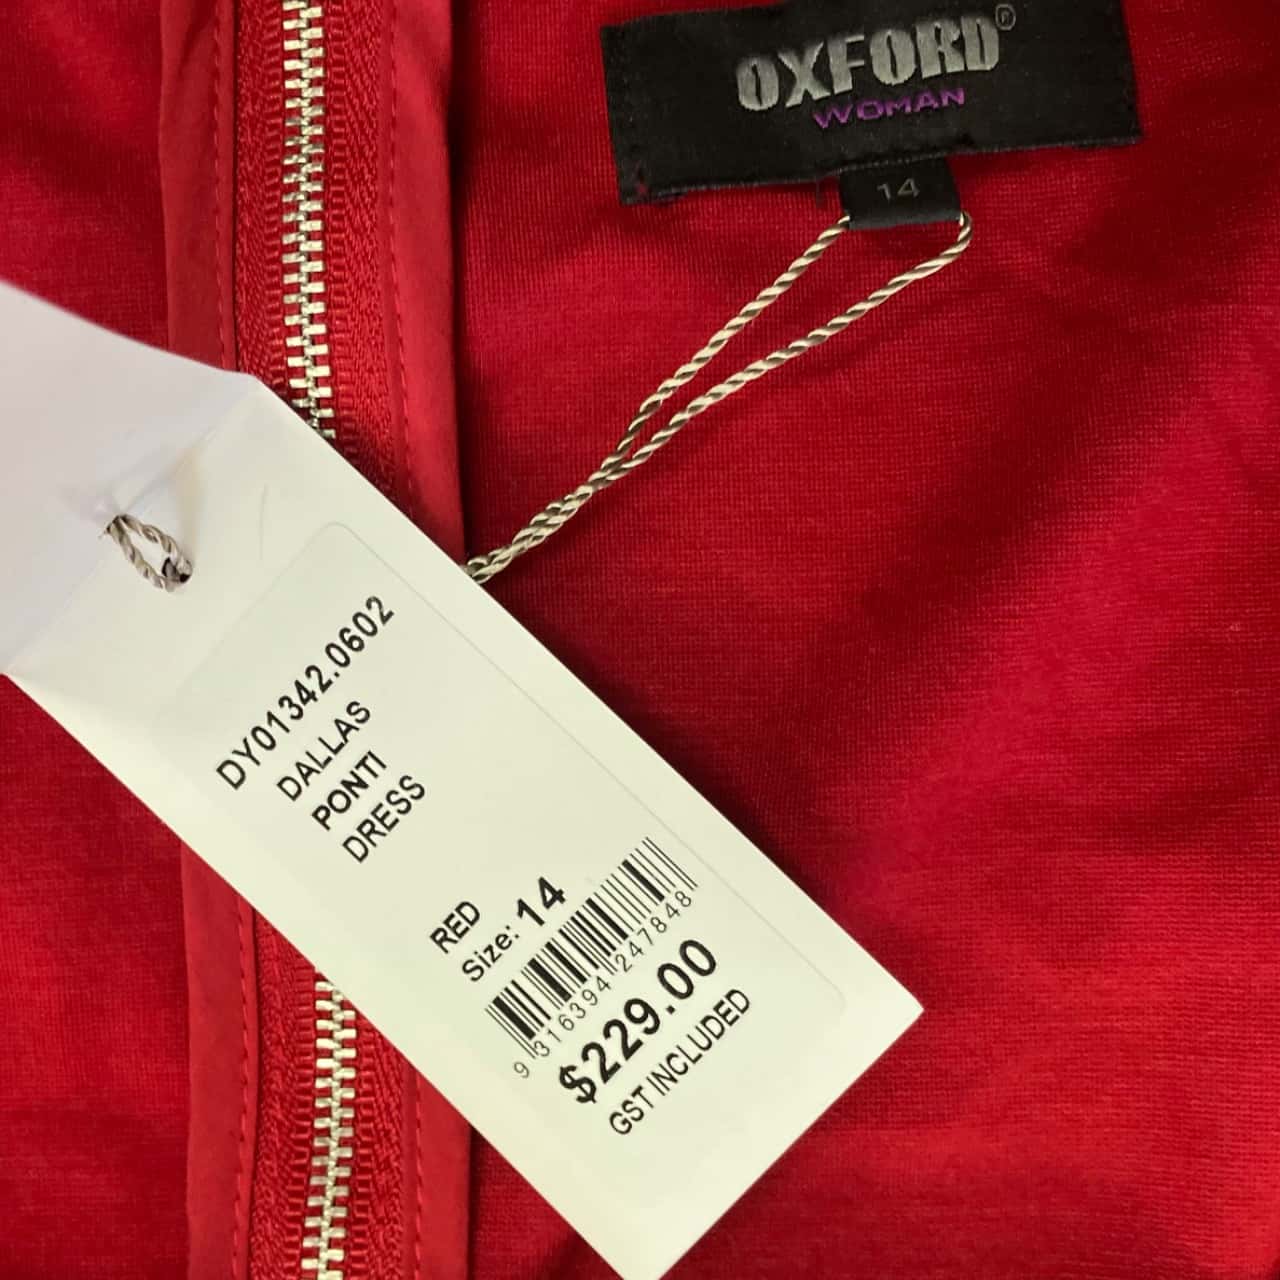 OXFORD®
WOMAN
14
DY01342.0602
DALLAS
PONTI
DRESS
RED
Size: 14
9 316394 247848
$229.00
GST INCLUDED